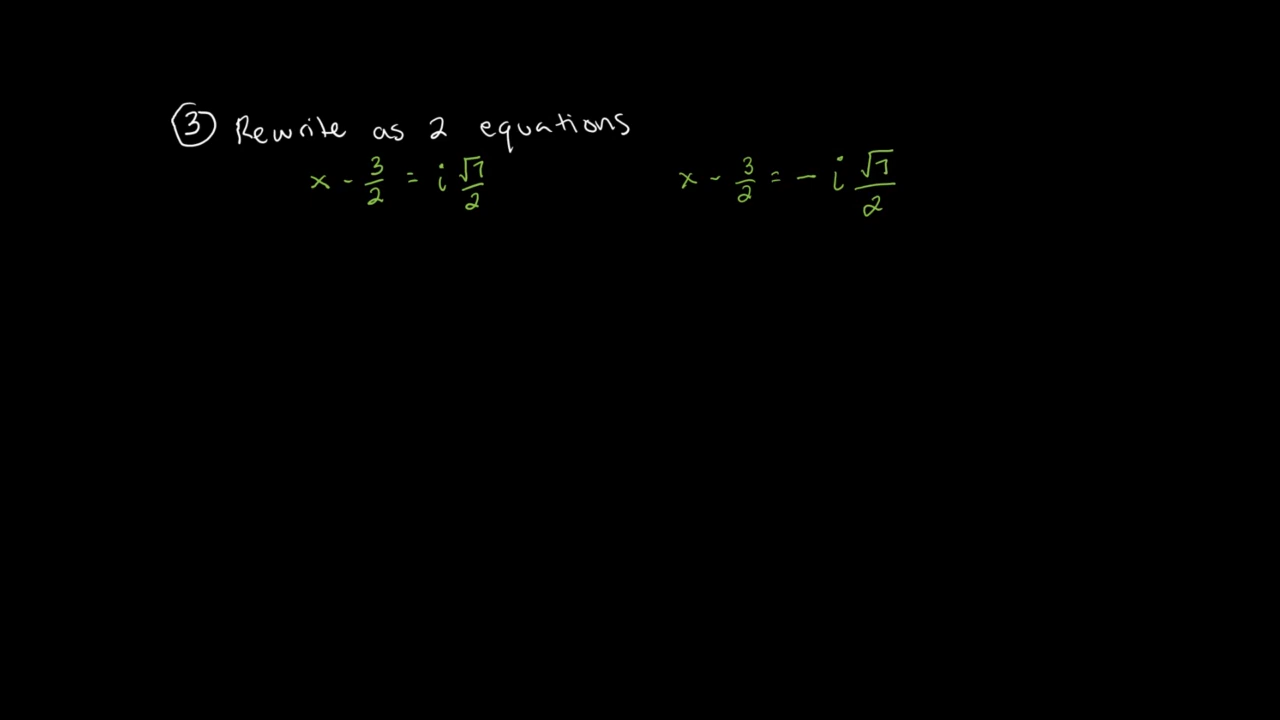 ③ Rewrite as 2 equations
x - 3/2 = i √7/2    x - 3/2 = - i √7/2